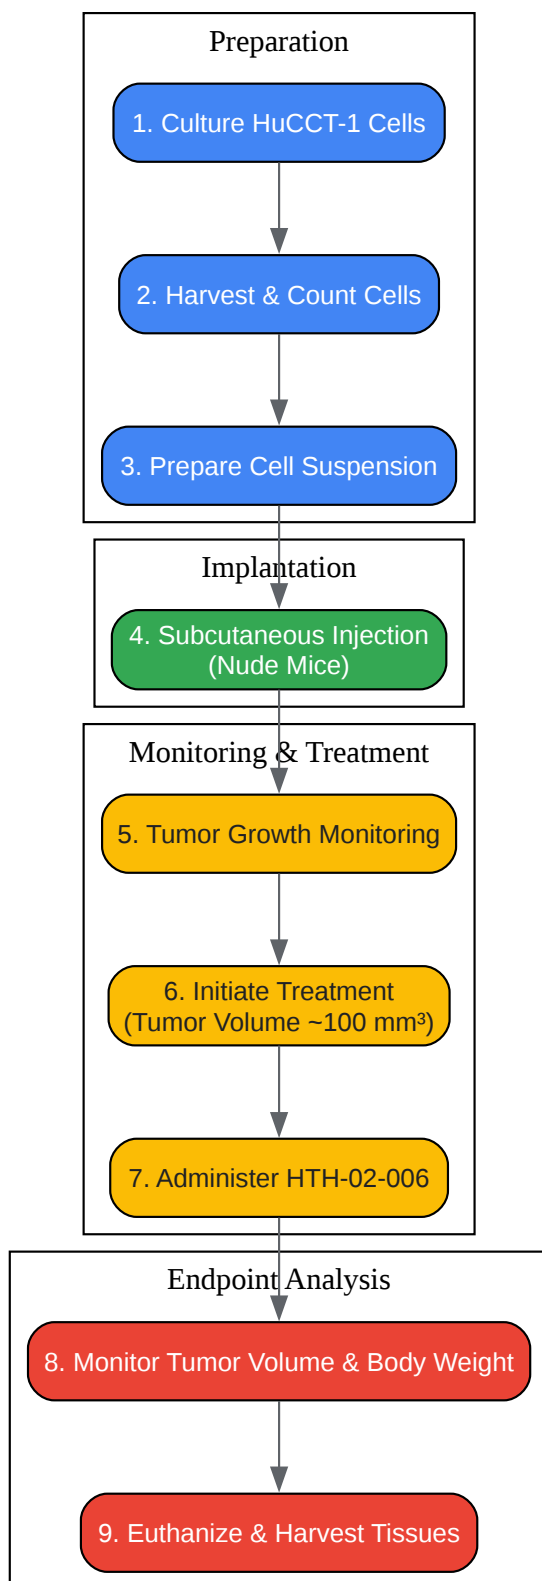 Preparation
1. Culture HuCCT-1 Cells
2. Harvest & Count Cells
3. Prepare Cell Suspension
Implantation
4. Subcutaneous Injection
(Nude Mice)
Monitoring & Treatment
5. Tumor Growth Monitoring
6. Initiate Treatment
(Tumor Volume ~100 mm³)
7. Administer HTH-02-006
Endpoint Analysis
8. Monitor Tumor Volume & Body Weight
9. Euthanize & Harvest Tissues